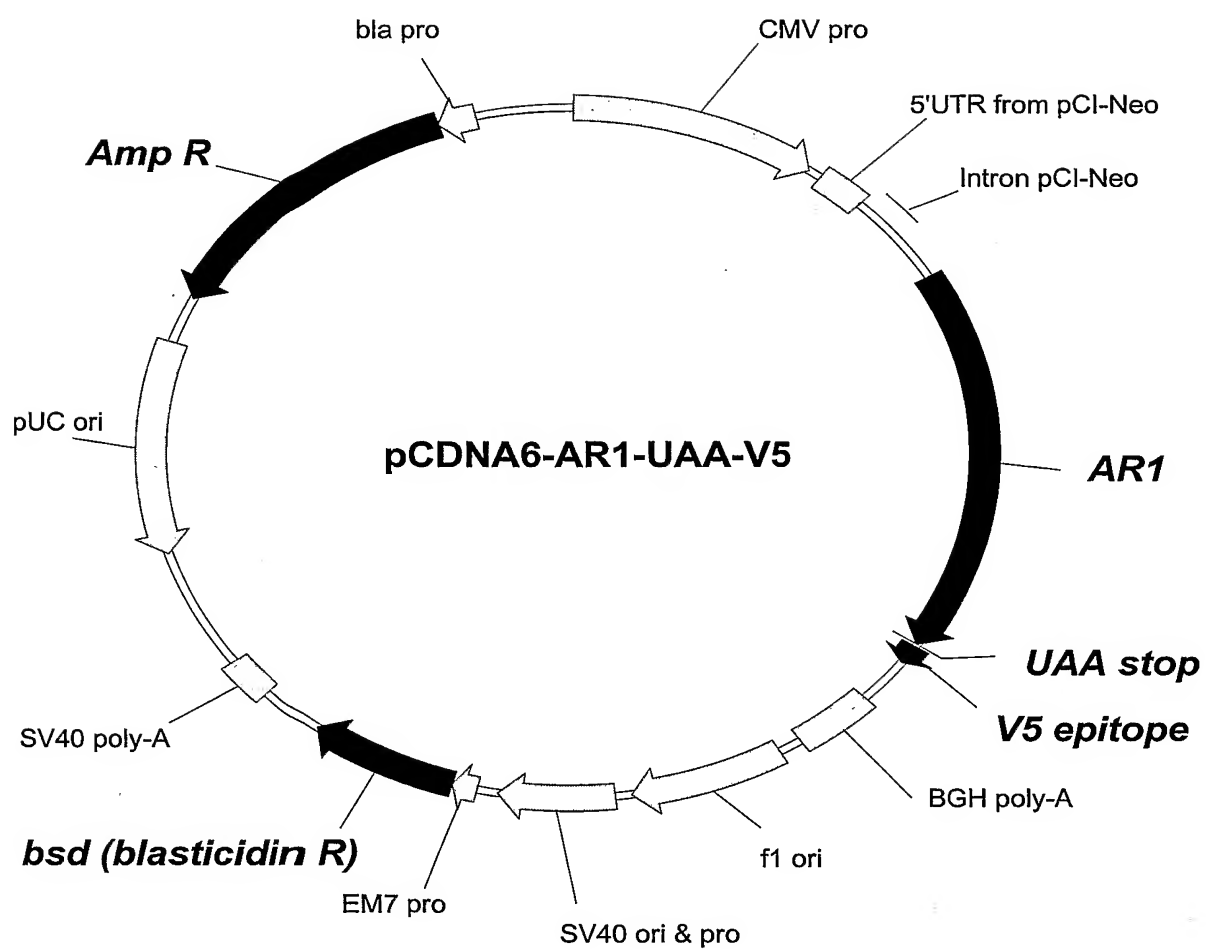 bla pro
CMV pro
5'UTR from pCI-Neo
Amp R
Intron pCI-Neo
pUC ori
pCDNA6-AR1-UAA-V5
AR1
UAA stop
V5 epitope
SV40 poly-A
BGH poly-A
bsd (blasticidin R)
f1 ori
EM7 pro
SV40 ori & pro